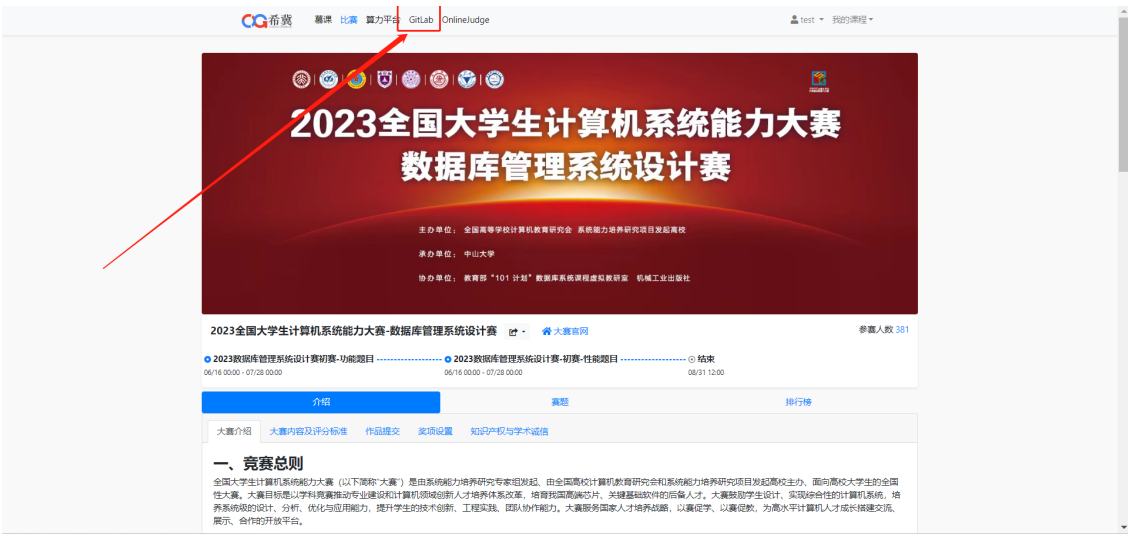 CG希冀 慕课 比赛 算力平台 GitLab OnlineJudge test 我的课程
2023全国大学生计算机系统能力大赛
数据库管理系统设计赛
主办单位： 全国高等学校计算机教育研究会 系统能力培养研究项目发起高校
承办单位： 中山大学
协办单位： 教育部“101 计划”数据库系统课程虚拟教研室 机械工业出版社
2023全国大学生计算机系统能力大赛-数据库管理系统设计赛 大赛官网 参赛人数 381
2023数据库管理系统设计赛初赛-功能题目 2023数据库管理系统设计赛-初赛-性能题目 结束
06/16 00:00 - 07/28 00:00 06/16 00:00 - 07/28 00:00 08/31 12:00
介绍 赛题 排行榜
大赛介绍 大赛内容及评分标准 作品提交 奖项设置 知识产权与学术诚信
一、竞赛总则
全国大学生计算机系统能力大赛（以下简称“大赛”）是由系统能力培养研究专家组发起、由全国高校计算机教育研究会和系统能力培养研究项目发起高校主办、面向高校大学生的全国
性大赛。大赛目标是以学科竞赛推动专业建设和计算机领域创新人才培养体系改革，培育我国高端芯片、关键基础软件的后备人才。大赛鼓励学生设计、实现综合性的计算机系统，培
养系统级的设计、分析、优化与应用能力，提升学生的技术创新、工程实践、团队协作能力。大赛服务国家人才培养战略，以赛促学、以赛促教，为高水平计算机人才成长搭建交流、
展示、合作的开放平台。